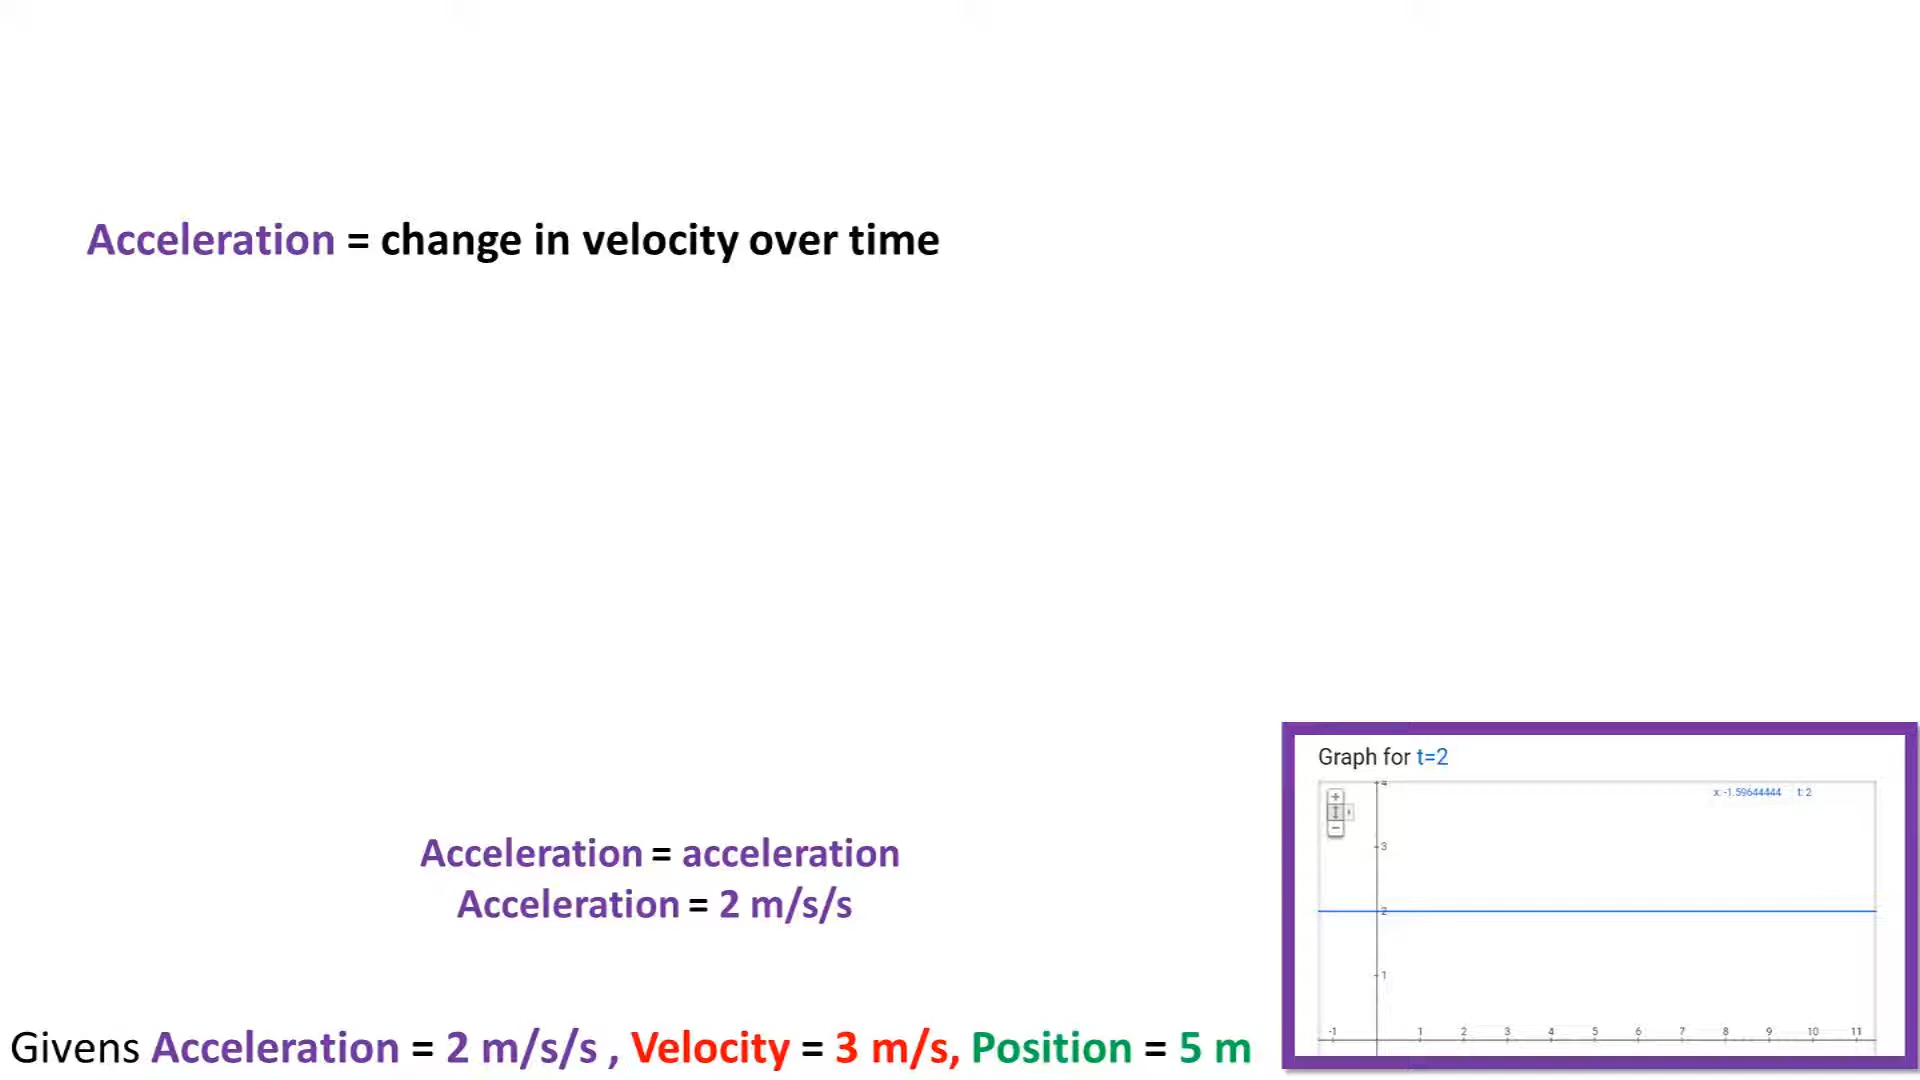 Acceleration = change in velocity over time
Graph for t=2
x: -1.59644444 t: 2
4
3
2
1
-1 1 2 3 4 5 6 7 8 9 10 11
Acceleration = acceleration
Acceleration = 2 m/s/s
Givens Acceleration = 2 m/s/s , Velocity = 3 m/s, Position = 5 m